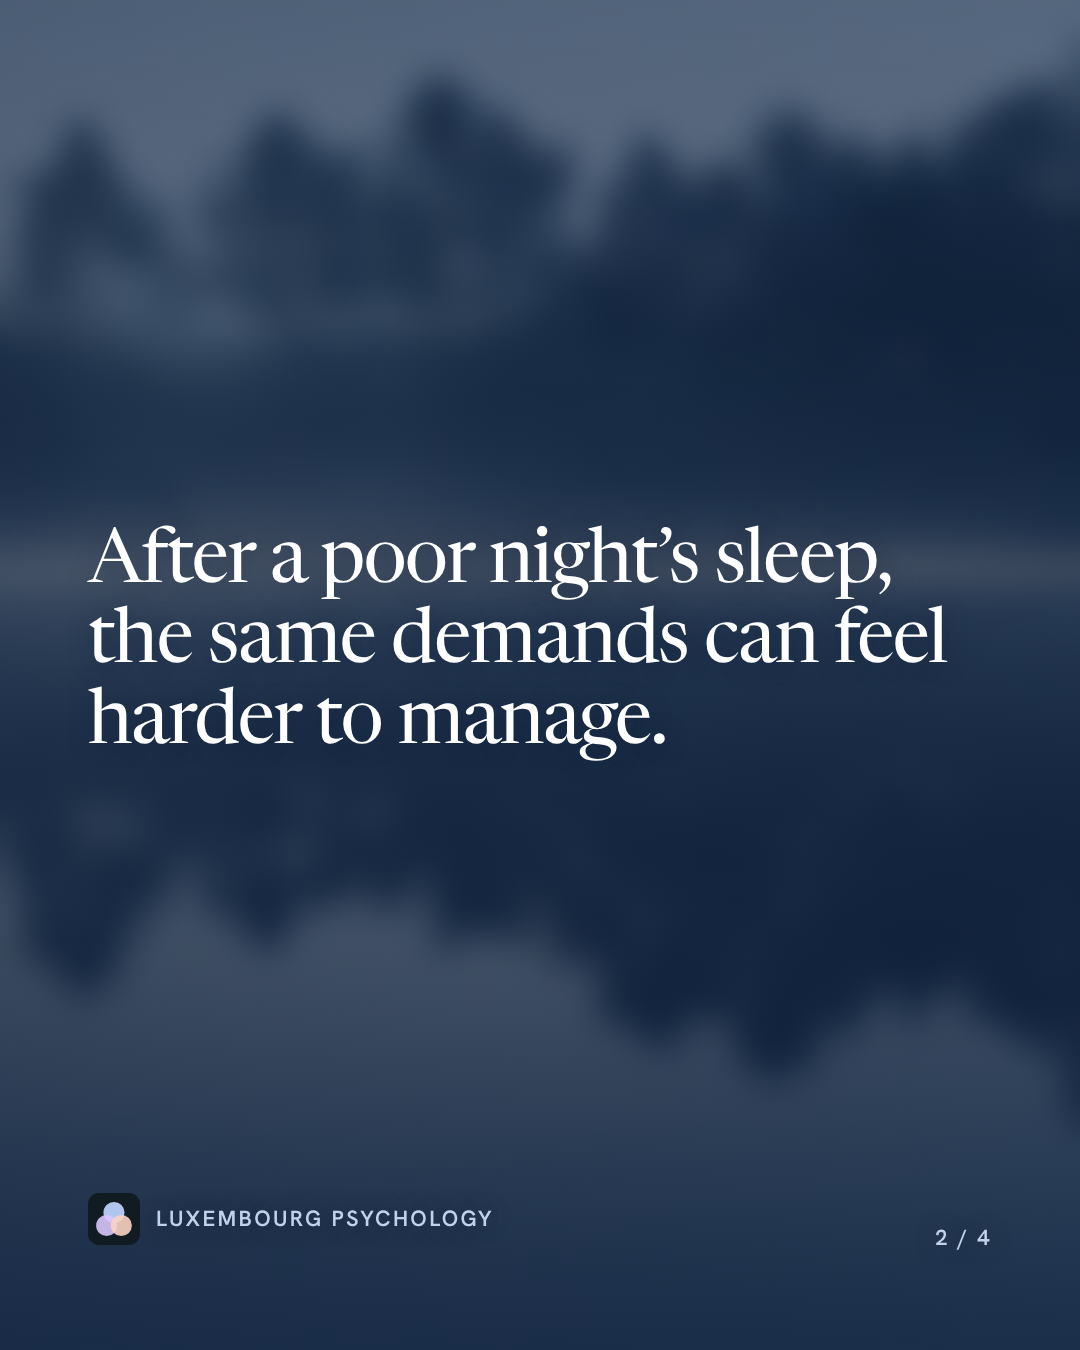 After a poor night’s sleep,
the same demands can feel
harder to manage.
LUXEMBOURG PSYCHOLOGY
2 / 4